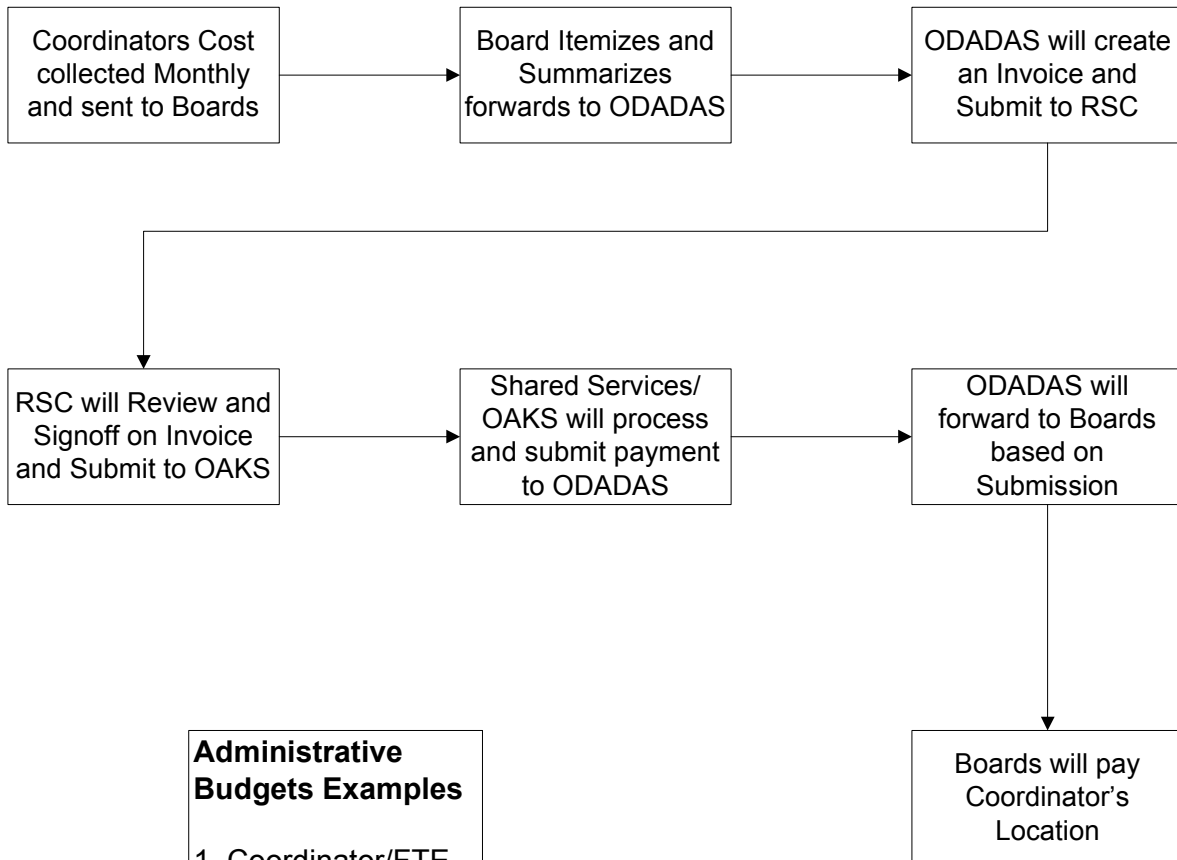 Coordinators Cost
collected Monthly
and sent to Boards
Board Itemizes and
Summarizes
forwards to ODADAS
ODADAS will create
an Invoice and
Submit to RSC
RSC will Review and
Signoff on Invoice
and Submit to OAKS
Shared Services/
OAKS will process
and submit payment
to ODADAS
ODADAS will
forward to Boards
based on
Submission
Boards will pay
Coordinator's
Location
Administrative
Budgets Examples
1. Coordinator/FTE